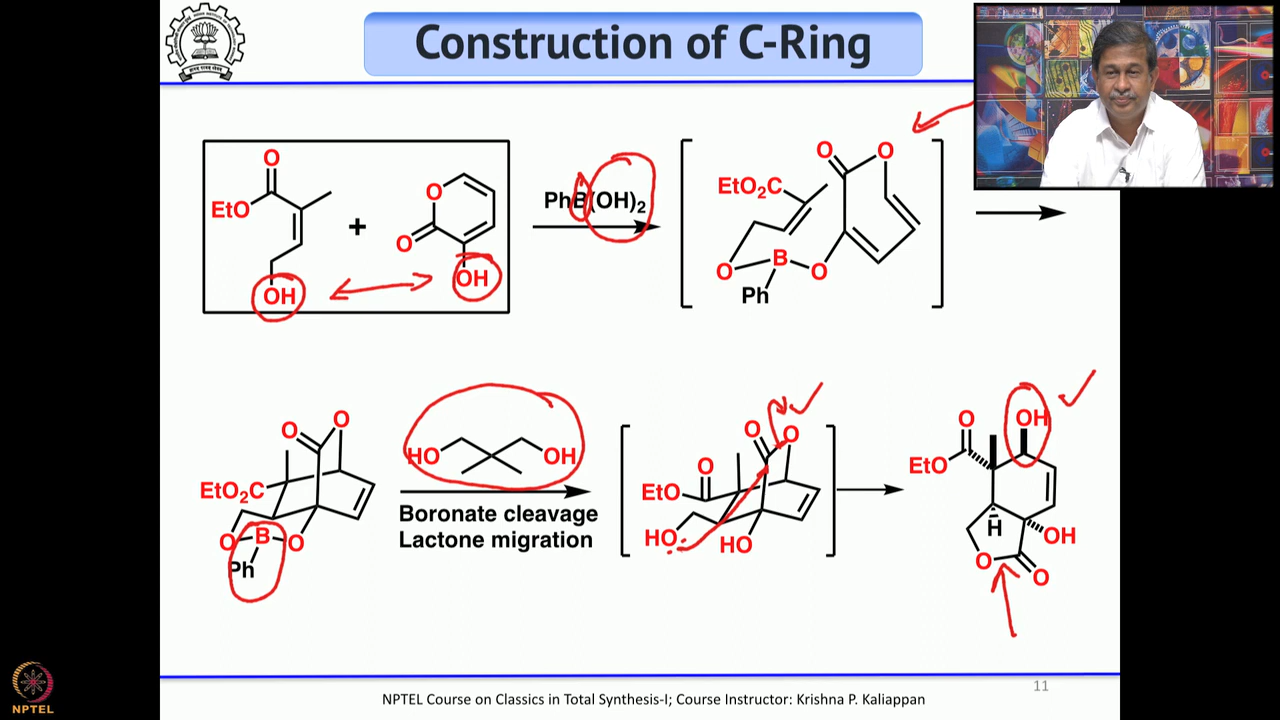 Construction of C-Ring
O
EtO
OH
+
O
O
OH
PhB(OH)₂
EtO₂C
O
O
O
B
O
Ph
O
O
EtO₂C
O
B
O
Ph
HO
OH
Boronate cleavage
Lactone migration
O
O
O
EtO
HO
HO
O
OH
EtO
H
OH
O
O
11
NPTEL Course on Classics in Total Synthesis-I; Course Instructor: Krishna P. Kaliappan
NPTEL